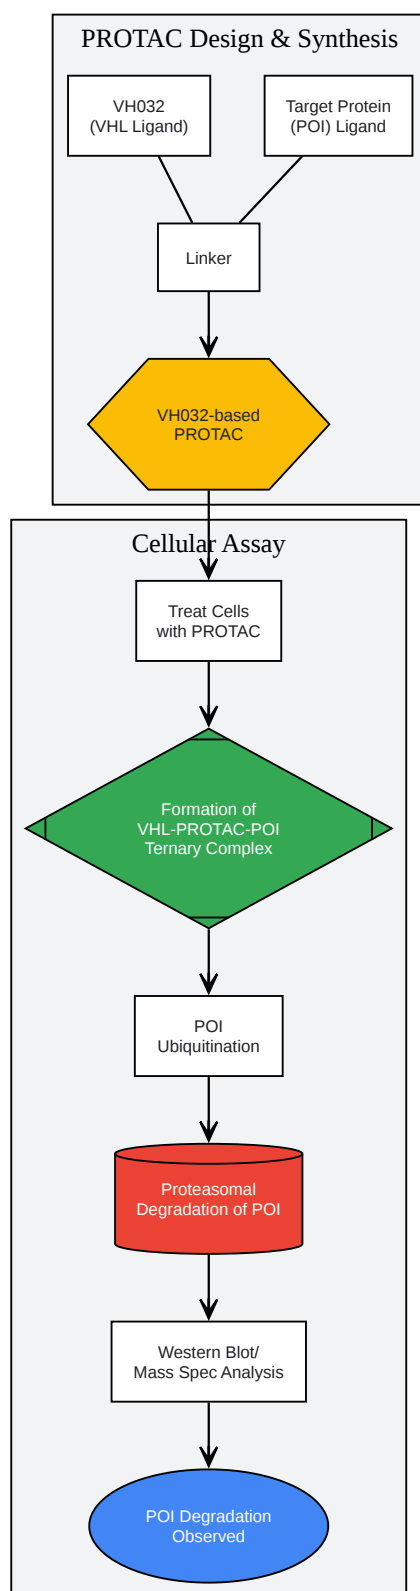 PROTAC Design & Synthesis
VH032
(VHL Ligand)
Target Protein
(POI) Ligand
Linker
VH032-based
PROTAC
Cellular Assay
Treat Cells
with PROTAC
Formation of
VHL-PROTAC-POI
Ternary Complex
POI
Ubiquitination
Proteasomal
Degradation of POI
Western Blot/
Mass Spec Analysis
POI Degradation
Observed